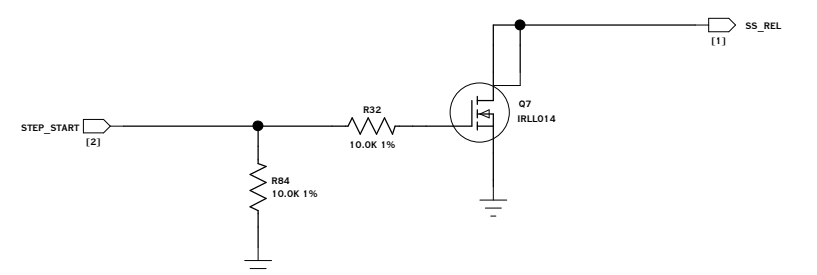 SS_REL
[1]
Q7
IRLL014
R32
10.0K 1%
STEP_START
[2]
R84
10.0K 1%